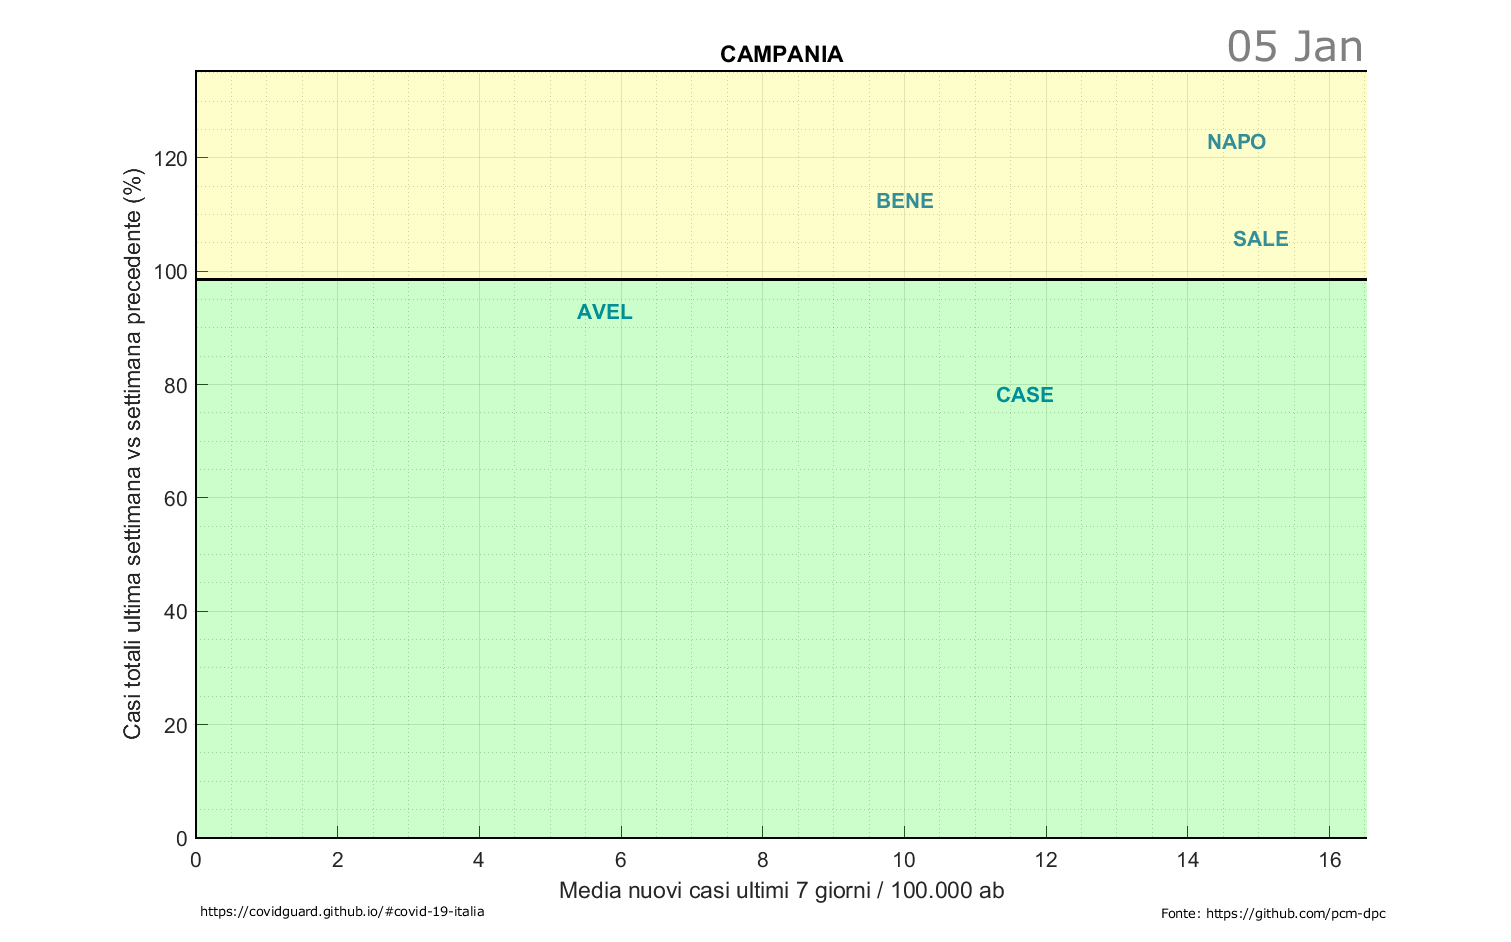 CAMPANIA
05 Jan
NAPO
BENE
SALE
AVEL
CASE
120
100
80
60
40
20
0
Casi totali ultima settimana vs settimana precedente (%)
0 2 4 6 8 10 12 14 16
Media nuovi casi ultimi 7 giorni / 100.000 ab
https://covidguard.github.io/#covid-19-italia
Fonte: https://github.com/pcm-dpc